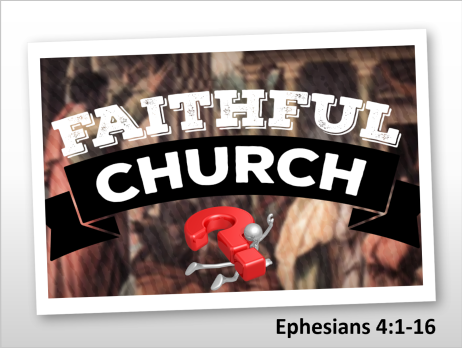 FAITHFUL
CHURCH
?
Ephesians 4:1-16